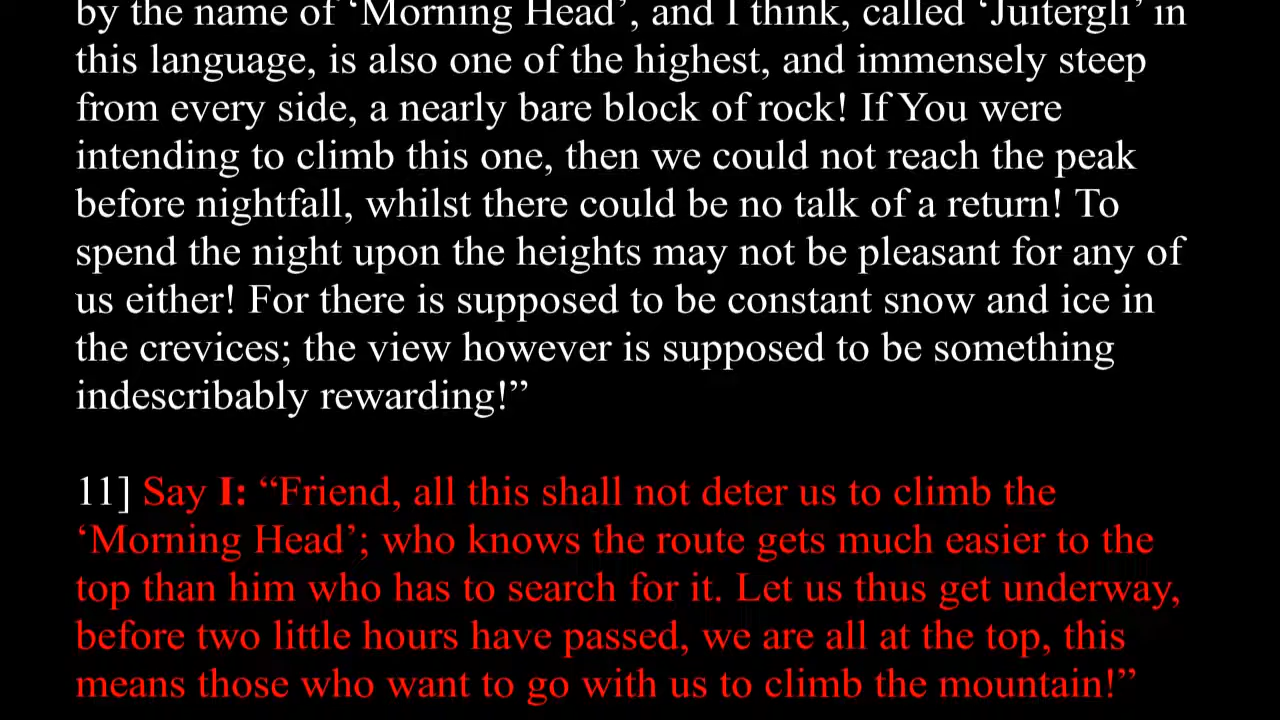 by the name of ‘Morning Head’, and I think, called ‘Juitergli’ in
this language, is also one of the highest, and immensely steep
from every side, a nearly bare block of rock! If You were
intending to climb this one, then we could not reach the peak
before nightfall, whilst there could be no talk of a return! To
spend the night upon the heights may not be pleasant for any of
us either! For there is supposed to be constant snow and ice in
the crevices; the view however is supposed to be something
indescribably rewarding!”
11] Say I: “Friend, all this shall not deter us to climb the
‘Morning Head’; who knows the route gets much easier to the
top than him who has to search for it. Let us thus get underway,
before two little hours have passed, we are all at the top, this
means those who want to go with us to climb the mountain!”